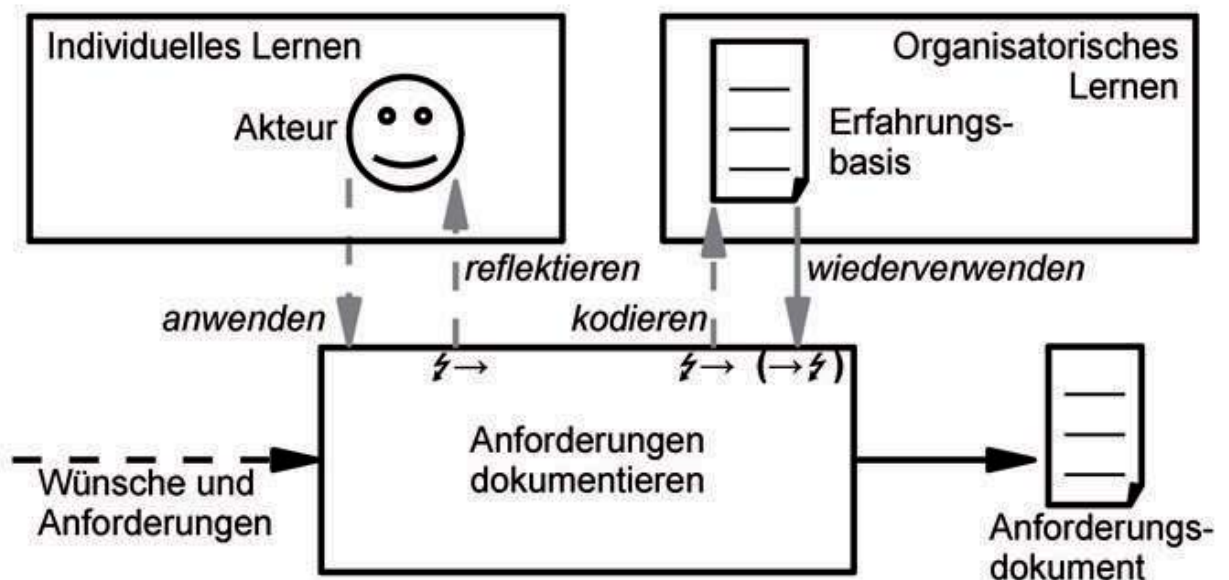 Individuelles Lernen
Akteur
Organisatorisches
Lernen
Erfahrungs-
basis
reflektieren
wiederverwenden
anwenden
kodieren
Anforderungen
dokumentieren
Wünsche und
Anforderungen
Anforderungs-
dokument